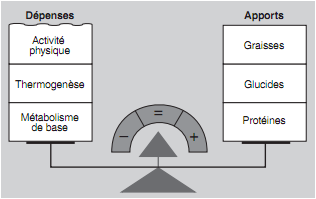 Dépenses
Apports
Activité
physique
Graisses
Thermogenèse
Glucides
Métabolisme
de base
Protéines
=
−
+